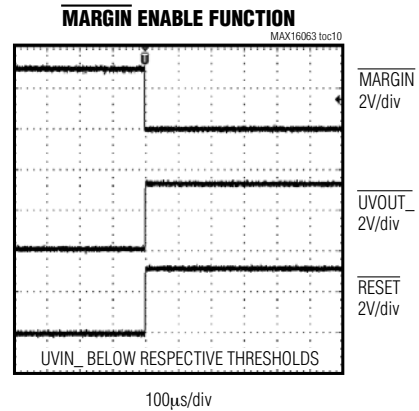 MARGIN ENABLE FUNCTION
MAX16063 toc10
MARGIN
2V/div
UVOUT_
2V/div
RESET
2V/div
UVIN_ BELOW RESPECTIVE THRESHOLDS
100μs/div